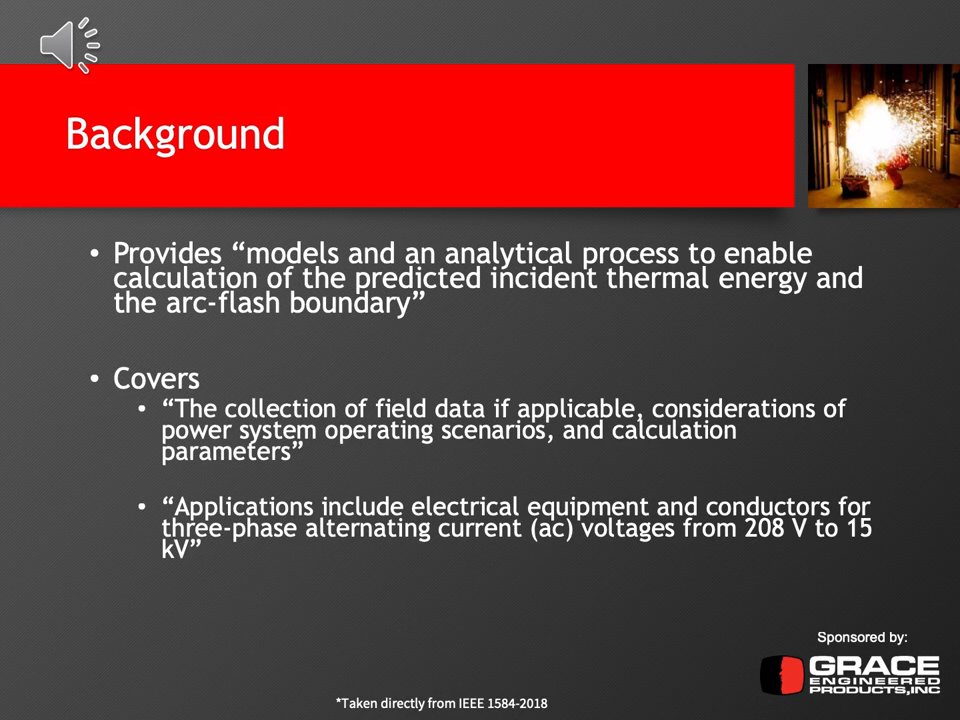 Background
• Provides “models and an analytical process to enable
calculation of the predicted incident thermal energy and
the arc-flash boundary”
• Covers
• “The collection of field data if applicable, considerations of
power system operating scenarios, and calculation
parameters”
• “Applications include electrical equipment and conductors for
three-phase alternating current (ac) voltages from 208 V to 15
kV”
Sponsored by:
GRACE
ENGINEERED
PRODUCTS,INC
*Taken directly from IEEE 1584-2018